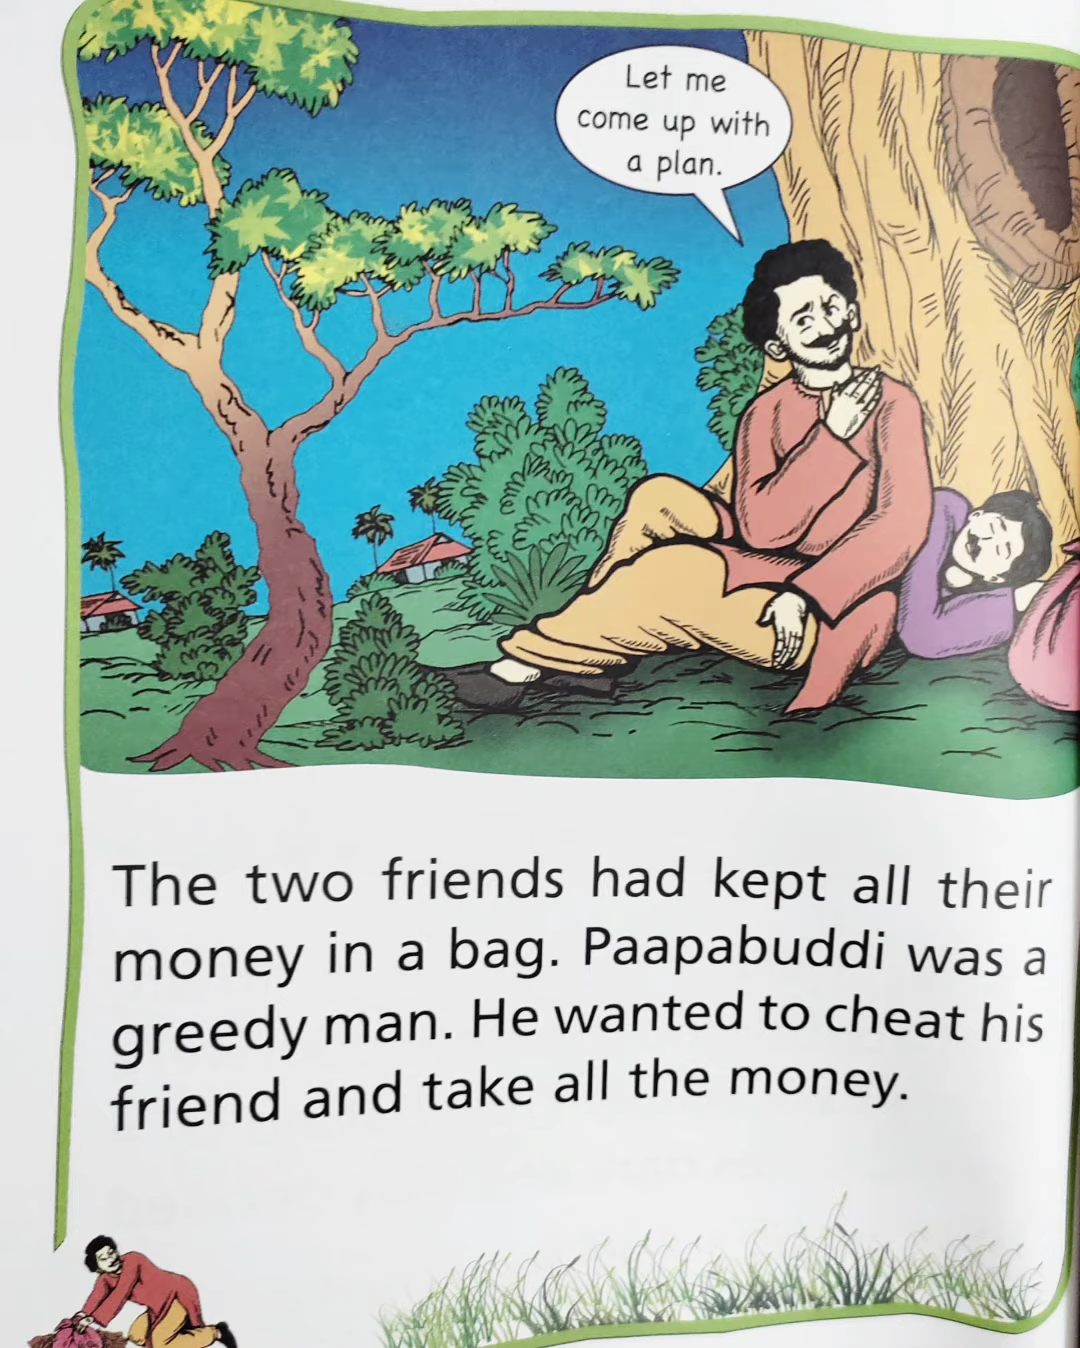 Let me
come up with
a plan.
The two friends had kept all their
money in a bag. Paapabuddi was a
greedy man. He wanted to cheat his
friend and take all the money.